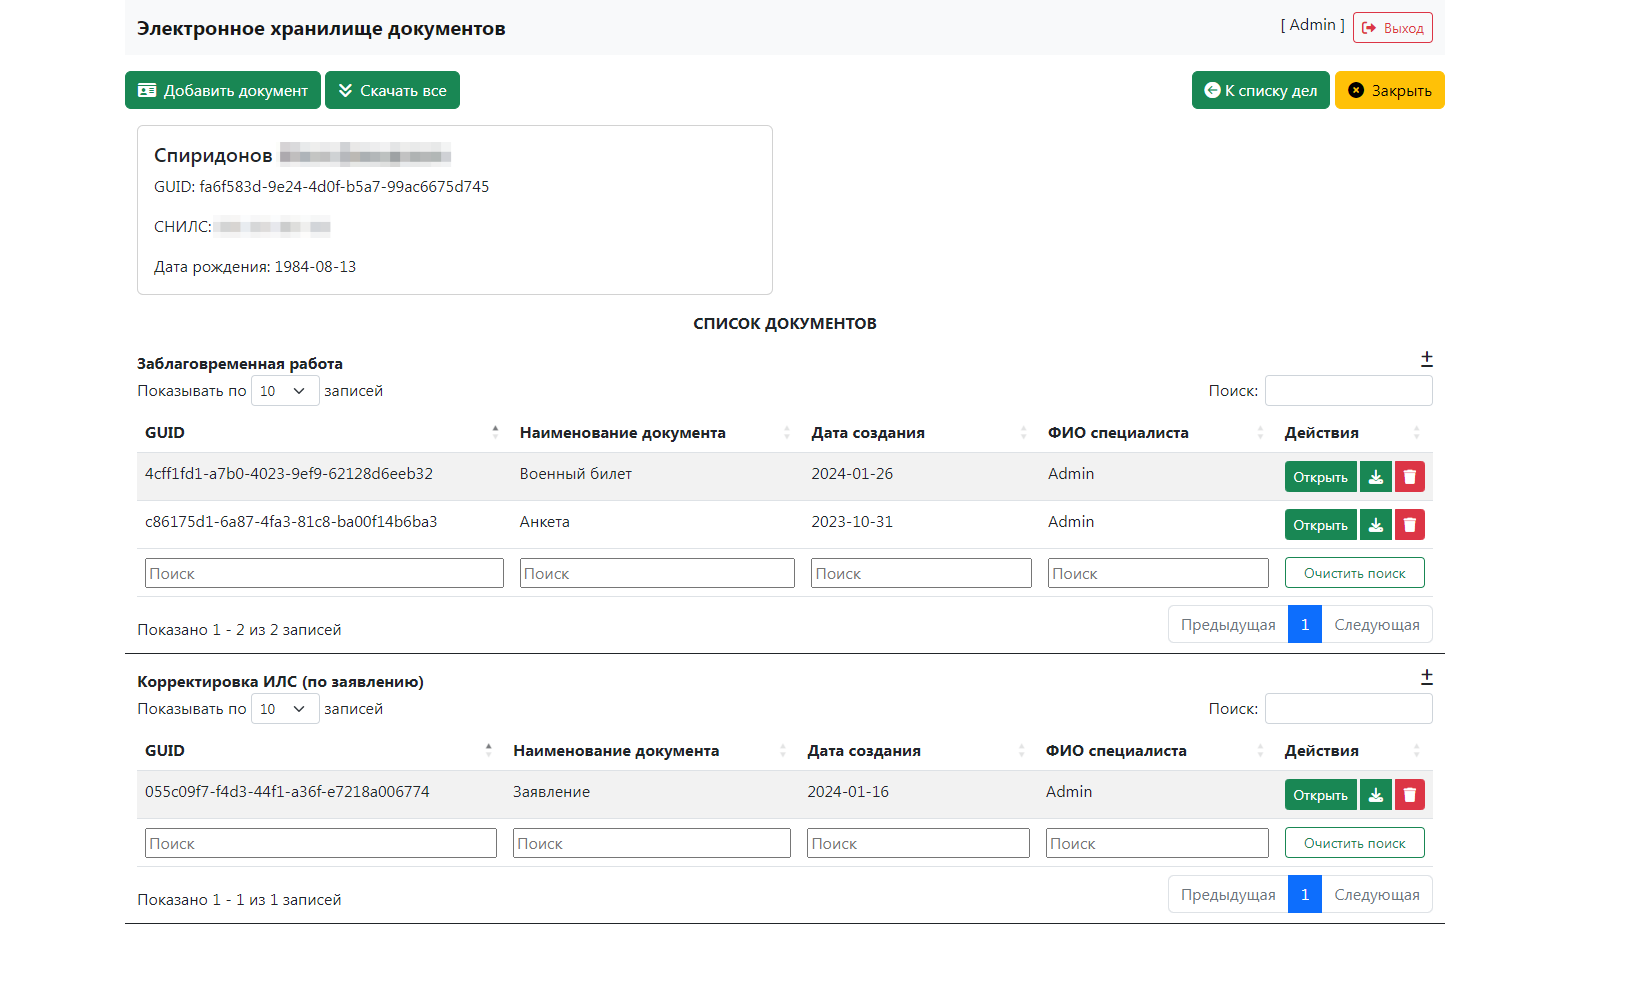 Электронное хранилище документов
[ Admin ] Выход
Добавить документ Скачать все К списку дел Закрыть
Спиридонов
GUID: fa6f583d-9e24-4d0f-b5a7-99ac6675d745
СНИЛС:
Дата рождения: 1984-08-13
СПИСОК ДОКУМЕНТОВ
Заблаговременная работа ±
Показывать по 10 записей Поиск:
GUID Наименование документа Дата создания ФИО специалиста Действия
4cff1fd1-a7b0-4023-9ef9-62128d6eeb32 Военный билет 2024-01-26 Admin Открыть
c86175d1-6a87-4fa3-81c8-ba00f14b6ba3 Анкета 2023-10-31 Admin Открыть
Поиск Поиск Поиск Поиск Очистить поиск
Показано 1 - 2 из 2 записей Предыдущая 1 Следующая
Корректировка ИЛС (по заявлению) ±
Показывать по 10 записей Поиск:
GUID Наименование документа Дата создания ФИО специалиста Действия
055c09f7-f4d3-44f1-a36f-e7218a006774 Заявление 2024-01-16 Admin Открыть
Поиск Поиск Поиск Поиск Очистить поиск
Показано 1 - 1 из 1 записей Предыдущая 1 Следующая